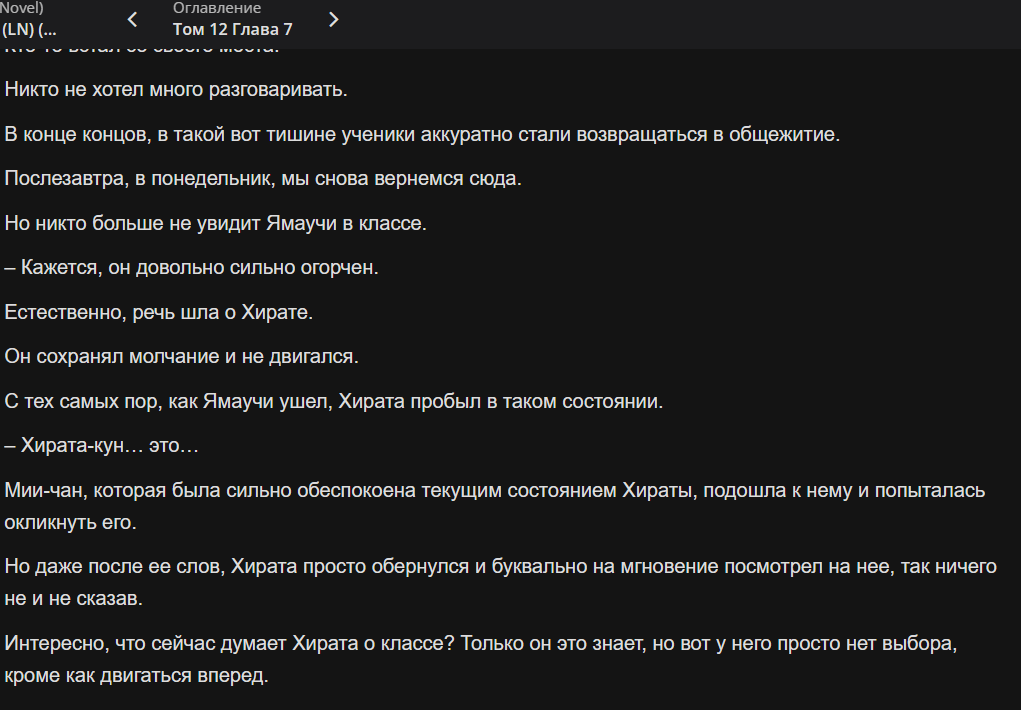 Novel)
(LN) (...
Оглавление
Том 12 Глава 7
Никто не хотел много разговаривать.
В конце концов, в такой вот тишине ученики аккуратно стали возвращаться в общежитие.
Послезавтра, в понедельник, мы снова вернемся сюда.
Но никто больше не увидит Ямаучи в классе.
– Кажется, он довольно сильно огорчен.
Естественно, речь шла о Хирате.
Он сохранял молчание и не двигался.
С тех самых пор, как Ямаучи ушел, Хирата пробыл в таком состоянии.
– Хирата-кун… это…
Мии-чан, которая была сильно обеспокоена текущим состоянием Хираты, подошла к нему и попыталась
окликнуть его.
Но даже после ее слов, Хирата просто обернулся и буквально на мгновение посмотрел на нее, так ничего
не и не сказав.
Интересно, что сейчас думает Хирата о классе? Только он это знает, но вот у него просто нет выбора,
кроме как двигаться вперед.